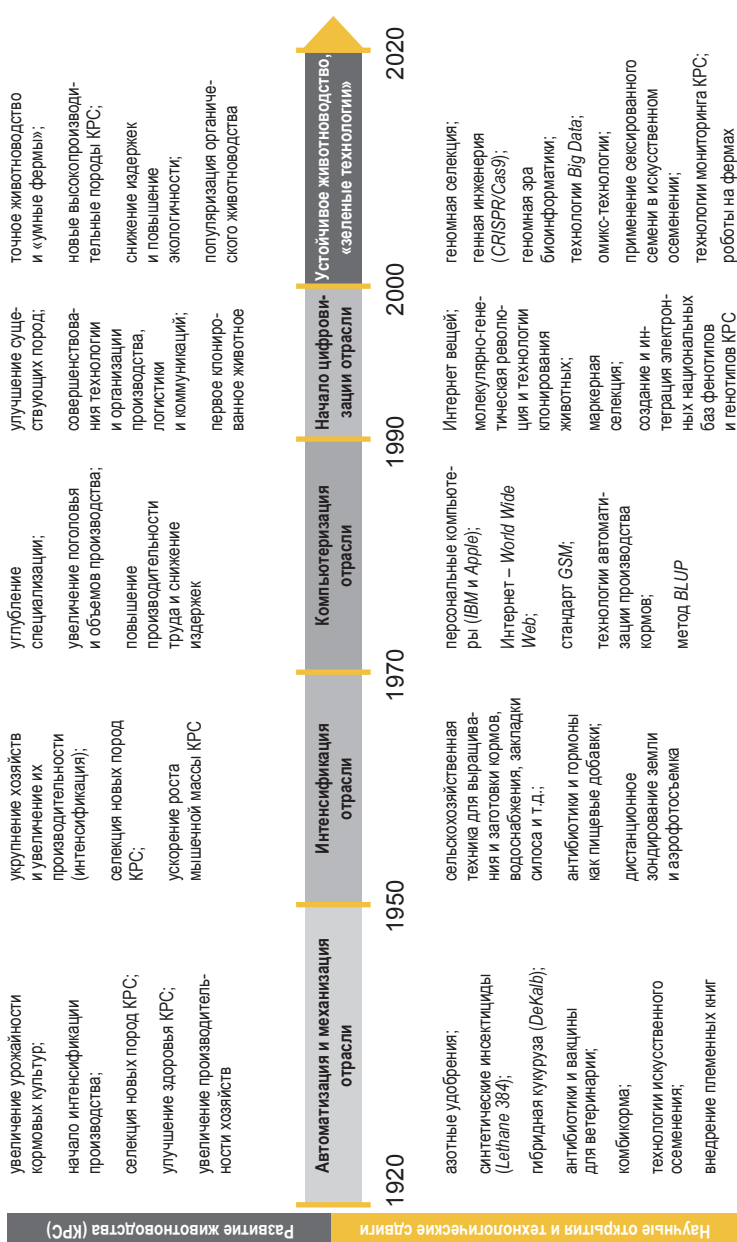 Развитие животноводства (КРС)
увеличение урожайности
кормовых культур;
начало интенсификации
производства;
селекция новых пород КРС;
улучшение здоровья КРС;
увеличение производитель-
ности хозяйств
укрупнение хозяйств
и увеличение их
производительности
(интенсификация);
селекция новых пород
КРС;
ускорение роста
мышечной массы КРС
углубление
специализации;
увеличение поголовья
и объемов производства;
повышение
производительности
труда и снижение
издержек
улучшение суще-
ствующих пород;
совершенствова-
ния технологии
и организации
производства,
логистики
и коммуникаций;
первое клониро-
ванное животное
точное животноводство
и «умные фермы»;
новые высокопроизводи-
тельные породы КРС;
снижение издержек
и повышение
экологичности;
популяризация органиче-
ского животноводства
Автоматизация и механизация
отрасли
Интенсификация
отрасли
Компьютеризация
отрасли
Начало цифрови-
зации отрасли
Устойчивое животноводство,
«зеленые технологии»
1920
1950
1970
1990
2000
2020
Научные открытия и технологические сдвиги
азотные удобрения;
синтетические инсектициды
(Lethane 384);
гибридная кукуруза (DeKalb);
антибиотики и вакцины
для ветеринарии;
комбикорма;
технологии искусственного
осеменения;
внедрение племенных книг
сельскохозяйственная
техника для выращива-
ния и заготовки кормов,
водоснабжения, закладки
силоса и т.д.;
антибиотики и гормоны
как пищевые добавки;
дистанционное
зондирование земли
и аэрофотосъемка
персональные компьюте-
ры (IBM и Apple);
Интернет – World Wide
Web;
стандарт GSM;
технологии автомати-
зации производства
кормов;
метод BLUP
Интернет вещей;
молекулярно-гене-
тическая револю-
ция и технологии
клонирования
животных;
маркерная
селекция;
создание и ин-
теграция электрон-
ных национальных
баз фенотипов
и генотипов КРС
геномная селекция;
генная инженерия
(CRISPR/Cas9);
геномная эра
биоинформатики;
технологии Big Data;
омикс-технологии;
применение сексированного
семени в искусственном
осеменении;
технологии мониторинга КРС;
роботы на фермах